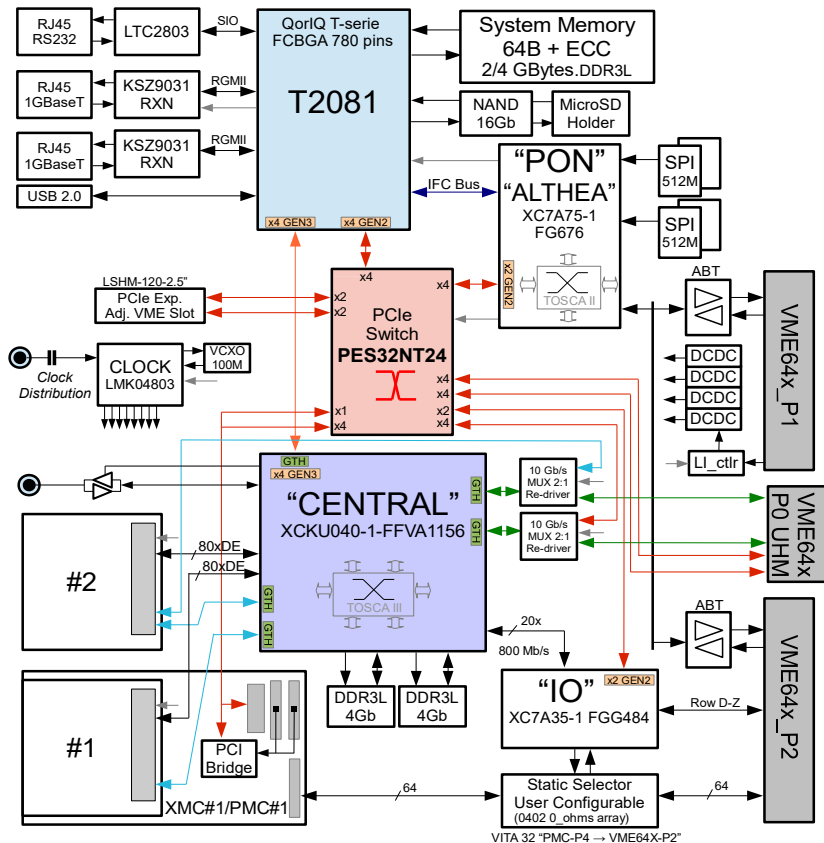 RJ45
RS232
LTC2803
SIO
QorIQ T-serie
FCBGA 780 pins
T2081
System Memory
64B + ECC
2/4 GBytes.DDR3L
RJ45
1GBaseT
KSZ9031
RXN
RGMII
NAND
16Gb
MicroSD
Holder
RJ45
1GBaseT
KSZ9031
RXN
RGMII
USB 2.0
x4 GEN3
x4 GEN2
IFC Bus
“PON”
“ALTHEA”
XC7A75-1
FG676
x2 GEN2
TOSCA II
SPI
512M
SPI
512M
LSHM-120-2.5”
PCIe Exp.
Adj. VME Slot
x4
x4
x2
x2
PCIe
Switch
PES32NT24
x1
x4
x4
x4
x2
x4
ABT
VME64x_P1
DCDC
DCDC
DCDC
DCDC
LI_ctlr
Clock
Distribution
CLOCK
LMK04803
VCXO
100M
GTH
x4 GEN3
“CENTRAL”
XCKU040-1-FFVA1156
GTH
GTH
GTH
GTH
TOSCA III
10 Gb/s
MUX 2:1
Re-driver
10 Gb/s
MUX 2:1
Re-driver
VME64x
P0 UHM
#2
80xDE
80xDE
20x
800 Mb/s
DDR3L
4Gb
DDR3L
4Gb
ABT
VME64x_P2
#1
PCI
Bridge
XMC#1/PMC#1
x2 GEN2
“IO”
XC7A35-1 FGG484
Row D-Z
64
Static Selector
User Configurable
(0402 0_ohms array)
64
VITA 32 “PMC-P4 → VME64X-P2”